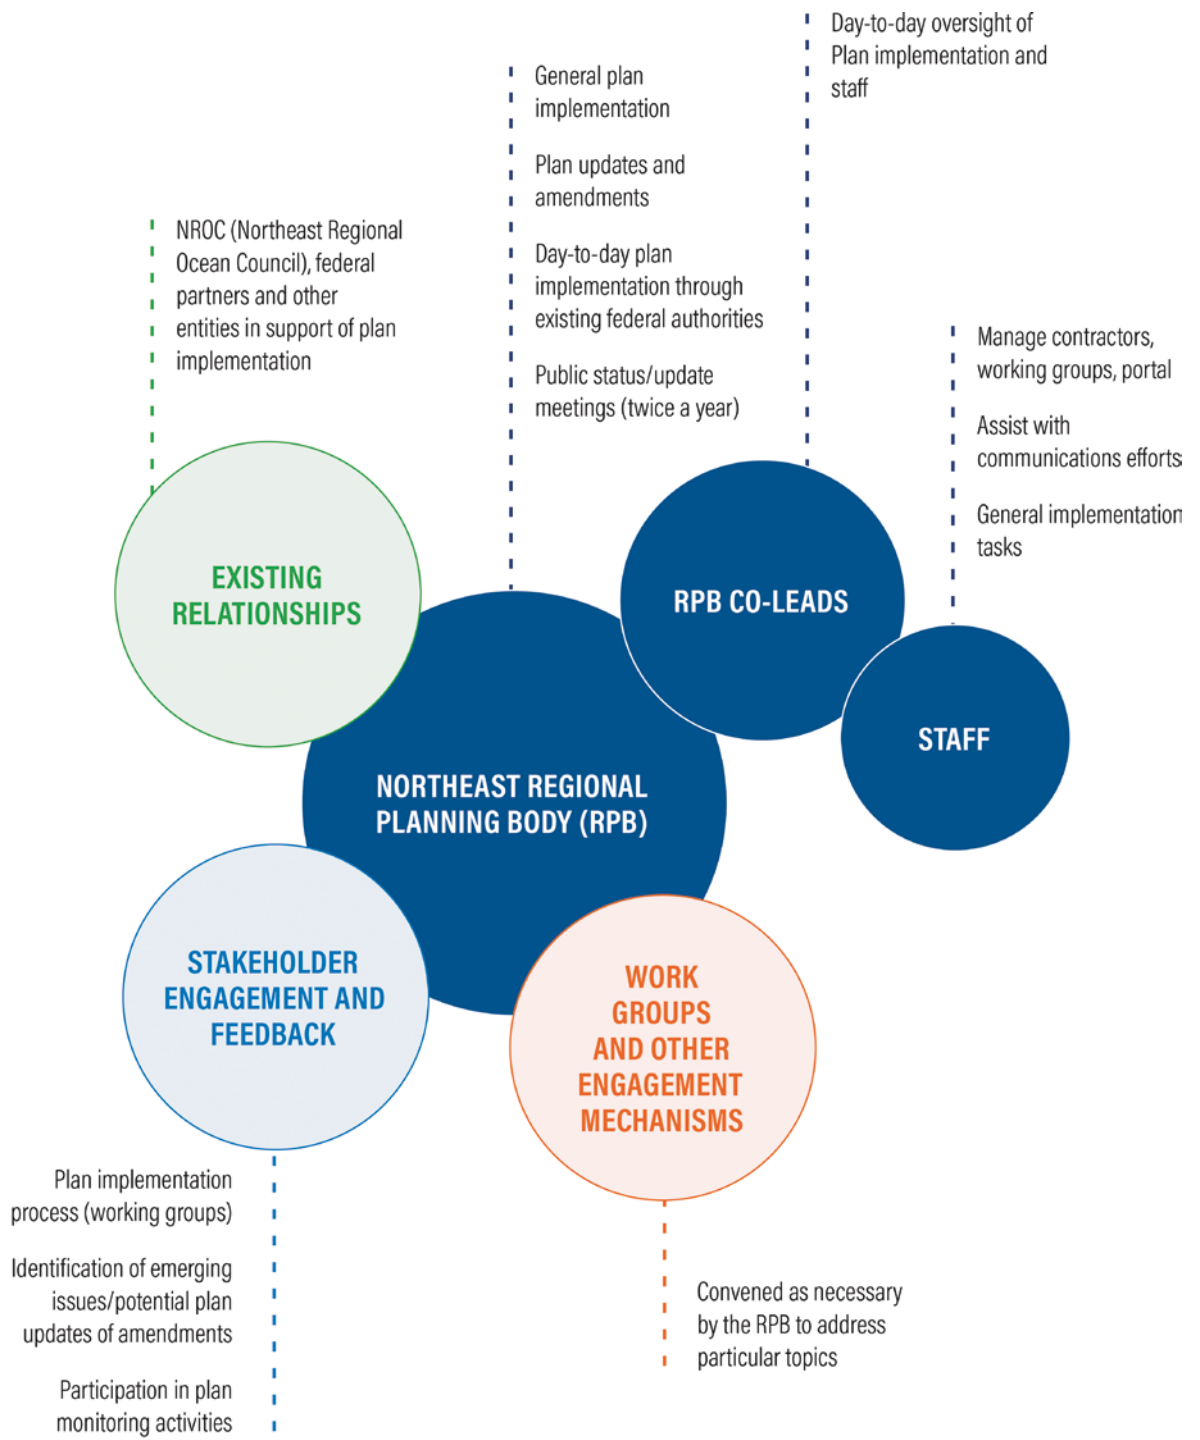 Day-to-day oversight of
Plan implementation and
staff
General plan
implementation
Plan updates and
amendments
Day-to-day plan
implementation through
existing federal authorities
Public status/update
meetings (twice a year)
NROC (Northeast Regional
Ocean Council), federal
partners and other
entities in support of plan
implementation
Manage contractors,
working groups, portal
Assist with
communications efforts
General implementation
tasks
EXISTING
RELATIONSHIPS
RPB CO-LEADS
STAFF
NORTHEAST REGIONAL
PLANNING BODY (RPB)
STAKEHOLDER
ENGAGEMENT AND
FEEDBACK
WORK
GROUPS
AND OTHER
ENGAGEMENT
MECHANISMS
Plan implementation
process (working groups)
Identification of emerging
issues/potential plan
updates of amendments
Participation in plan
monitoring activities
Convened as necessary
by the RPB to address
particular topics